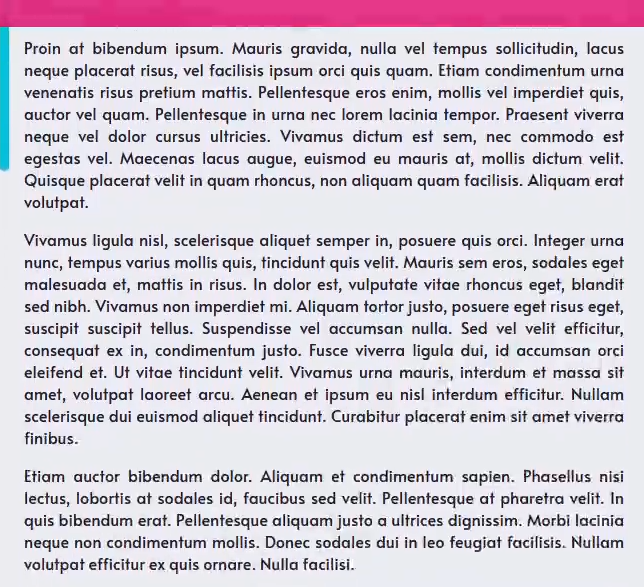 Proin at bibendum ipsum. Mauris gravida, nulla vel tempus sollicitudin, lacus
neque placerat risus, vel facilisis ipsum orci quis quam. Etiam condimentum urna
venenatis risus pretium mattis. Pellentesque eros enim, mollis vel imperdiet quis,
auctor vel quam. Pellentesque in urna nec lorem lacinia tempor. Praesent viverra
neque vel dolor cursus ultricies. Vivamus dictum est sem, nec commodo est
egestas vel. Maecenas lacus augue, euismod eu mauris at, mollis dictum velit.
Quisque placerat velit in quam rhoncus, non aliquam quam facilisis. Aliquam erat
volutpat.
Vivamus ligula nisl, scelerisque aliquet semper in, posuere quis orci. Integer urna
nunc, tempus varius mollis quis, tincidunt quis velit. Mauris sem eros, sodales eget
malesuada et, mattis in risus. In dolor est, vulputate vitae rhoncus eget, blandit
sed nibh. Vivamus non imperdiet mi. Aliquam tortor justo, posuere eget risus eget,
suscipit suscipit tellus. Suspendisse vel accumsan nulla. Sed vel velit efficitur,
consequat ex in, condimentum justo. Fusce viverra ligula dui, id accumsan orci
eleifend et. Ut vitae tincidunt velit. Vivamus urna mauris, interdum et massa sit
amet, volutpat laoreet arcu. Aenean et ipsum eu nisl interdum efficitur. Nullam
scelerisque dui euismod aliquet tincidunt. Curabitur placerat enim sit amet viverra
finibus.
Etiam auctor bibendum dolor. Aliquam et condimentum sapien. Phasellus nisi
lectus, lobortis at sodales id, faucibus sed velit. Pellentesque at pharetra velit. In
quis bibendum erat. Pellentesque aliquam justo a ultrices dignissim. Morbi lacinia
neque non condimentum mollis. Donec sodales dui in leo feugiat facilisis. Nullam
volutpat efficitur ex quis ornare. Nulla facilisi.